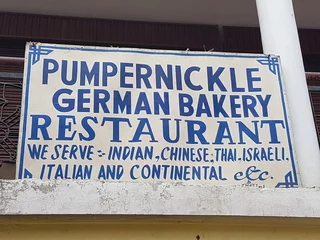 PUMPERNICKLE
GERMAN BAKERY
RESTAURANT
WE SERVE :- INDIAN, CHINESE, THAI, ISRAELI,
ITALIAN AND CONTINENTAL etc.